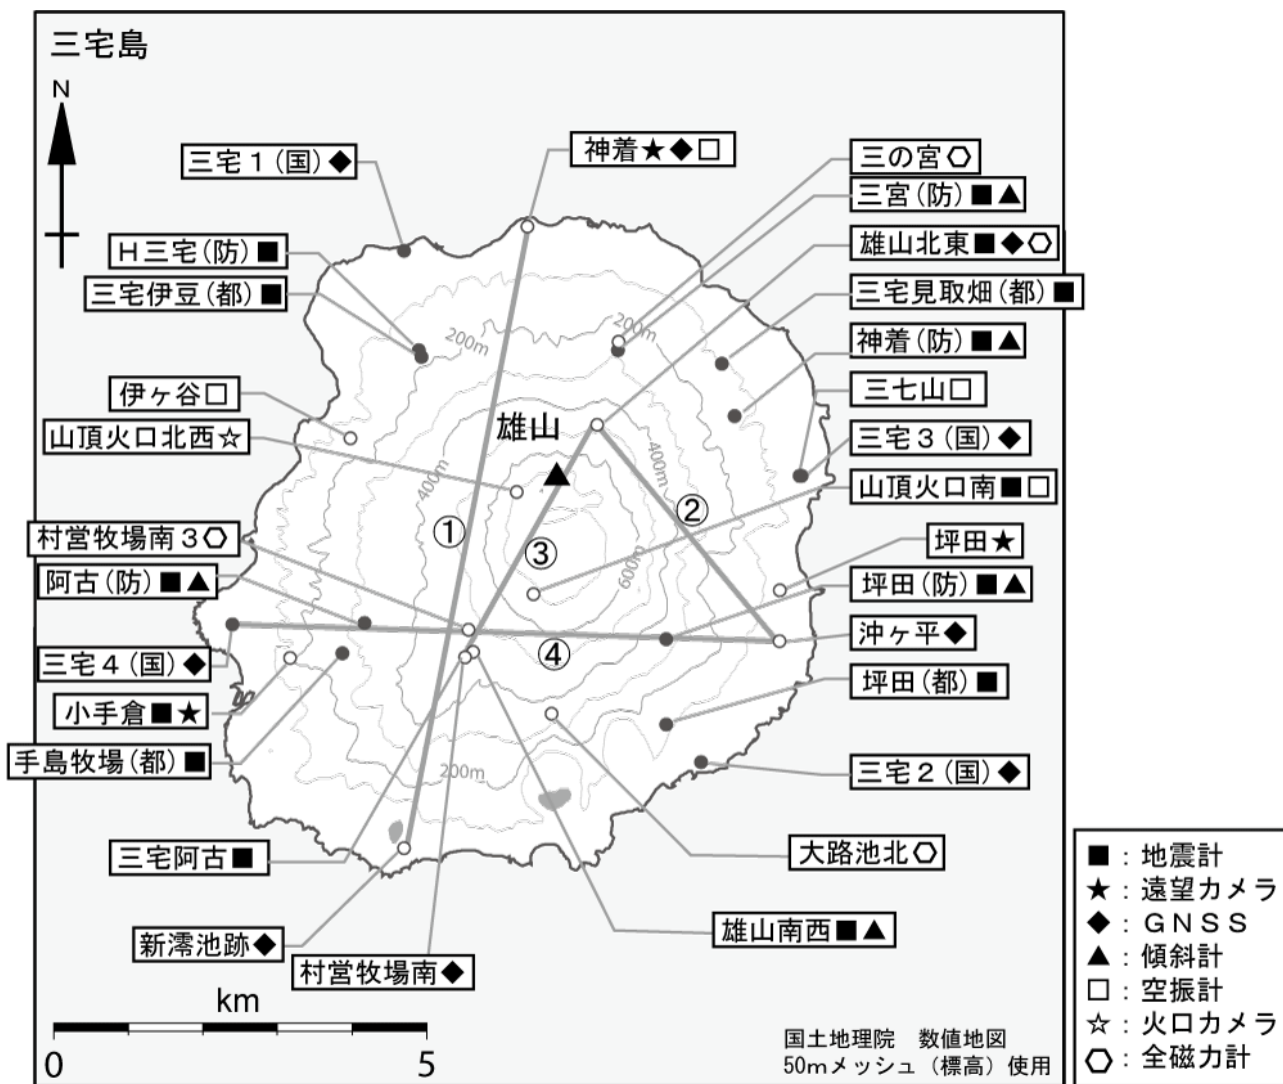 三宅島
N
神着★◆□
三宅1(国)◆
三の宮⬡
三宮(防)■▲
H三宅(防)■
雄山北東■◆⬡
三宅伊豆(都)■
三宅見取畑(都)■
200m
200m
神着(防)■▲
伊ヶ谷□
三七山□
雄山
山頂火口北西☆
三宅3(国)◆
400m
400m
山頂火口南■□
①
②
村営牧場南3⬡
坪田★
③
600m
阿古(防)■▲
坪田(防)■▲
沖ヶ平◆
④
三宅4(国)◆
坪田(都)■
小手倉■★
手島牧場(都)■
200m
三宅2(国)◆
三宅阿古■
大路池北⬡
雄山南西■▲
新澪池跡◆
村営牧場南◆
km
0
5
国土地理院 数値地図
50mメッシュ(標高)使用
■:地震計
★:遠望カメラ
◆:GNSS
▲:傾斜計
□:空振計
☆:火口カメラ
⬡:全磁力計